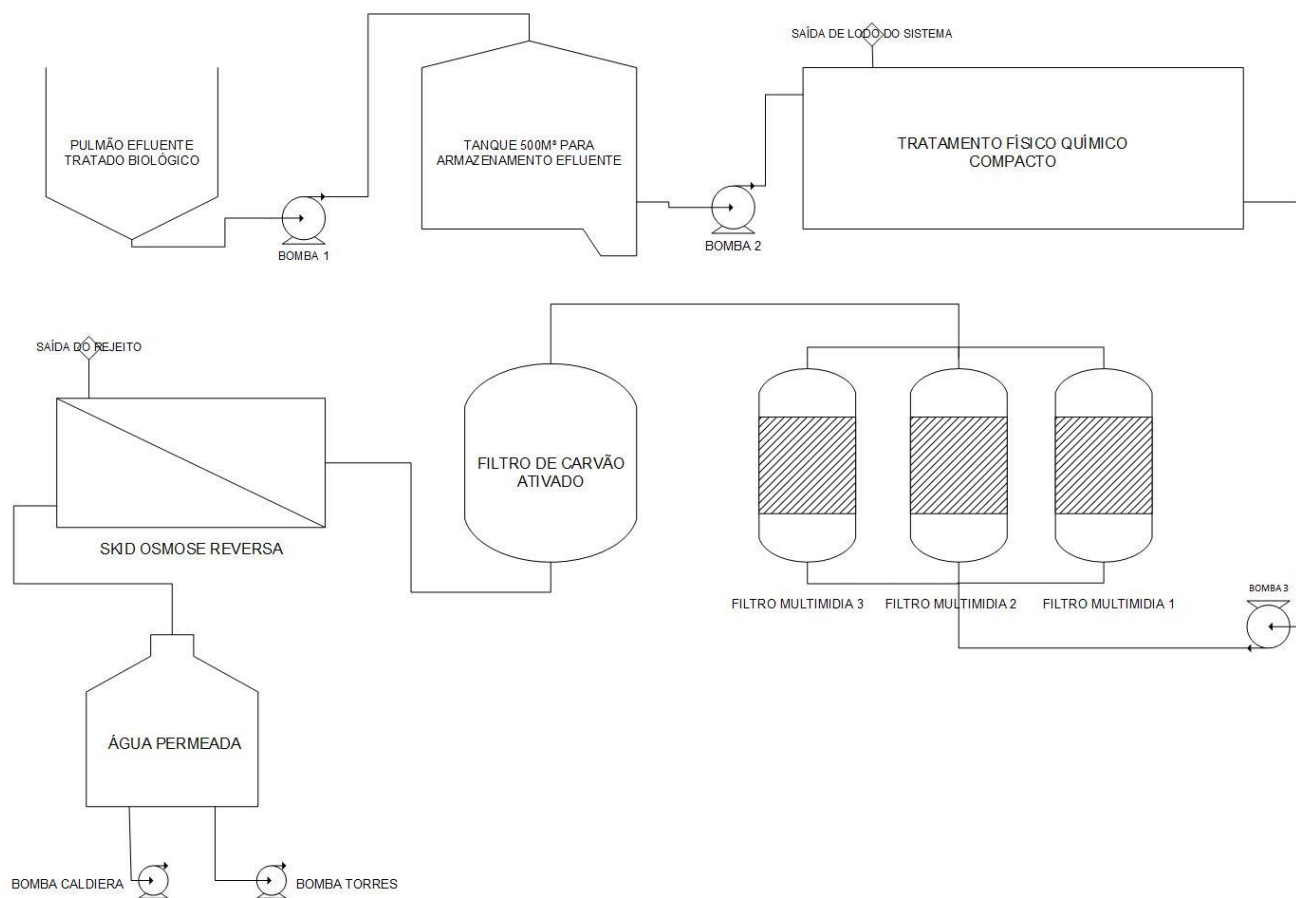 SAÍDA DE LODO DO SISTEMA
PULMÃO EFLUENTE
TRATADO BIOLÓGICO
TANQUE 500M³ PARA
ARMAZENAMENTO EFLUENTE
TRATAMENTO FÍSICO QUÍMICO
COMPACTO
BOMBA 1
BOMBA 2
SAÍDA DO REJEITO
FILTRO DE CARVÃO
ATIVADO
SKID OSMOSE REVERSA
FILTRO MULTIMIDIA 3
FILTRO MULTIMIDIA 2
FILTRO MULTIMIDIA 1
BOMBA 3
ÁGUA PERMEADA
BOMBA CALDIERA
BOMBA TORRES